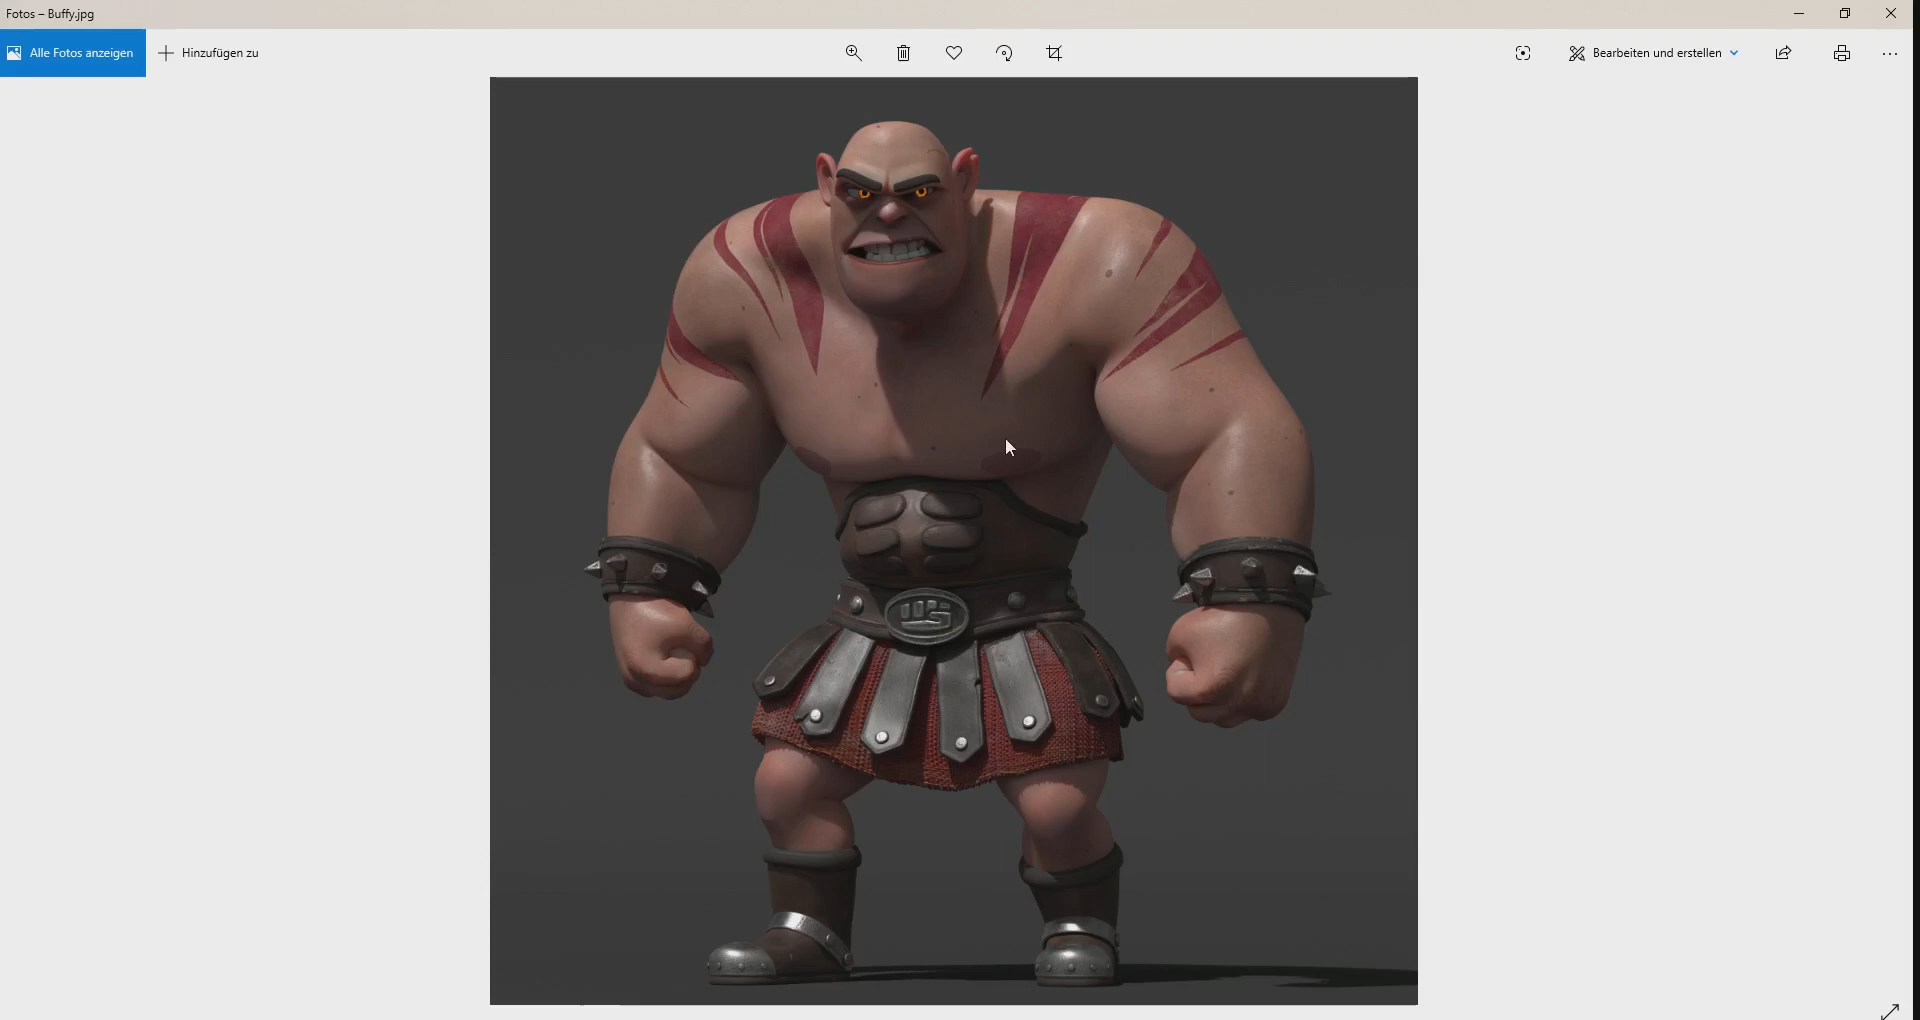 Fotos – Buffy.jpg
Alle Fotos anzeigen
Hinzufügen zu
Bearbeiten und erstellen